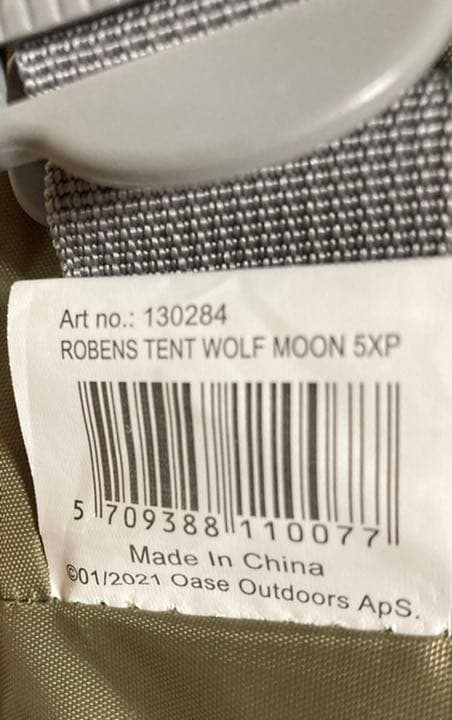 Art no.: 130284
ROBENS TENT WOLF MOON 5XP
5 709388 110077
Made In China
©01/2021 Oase Outdoors ApS.